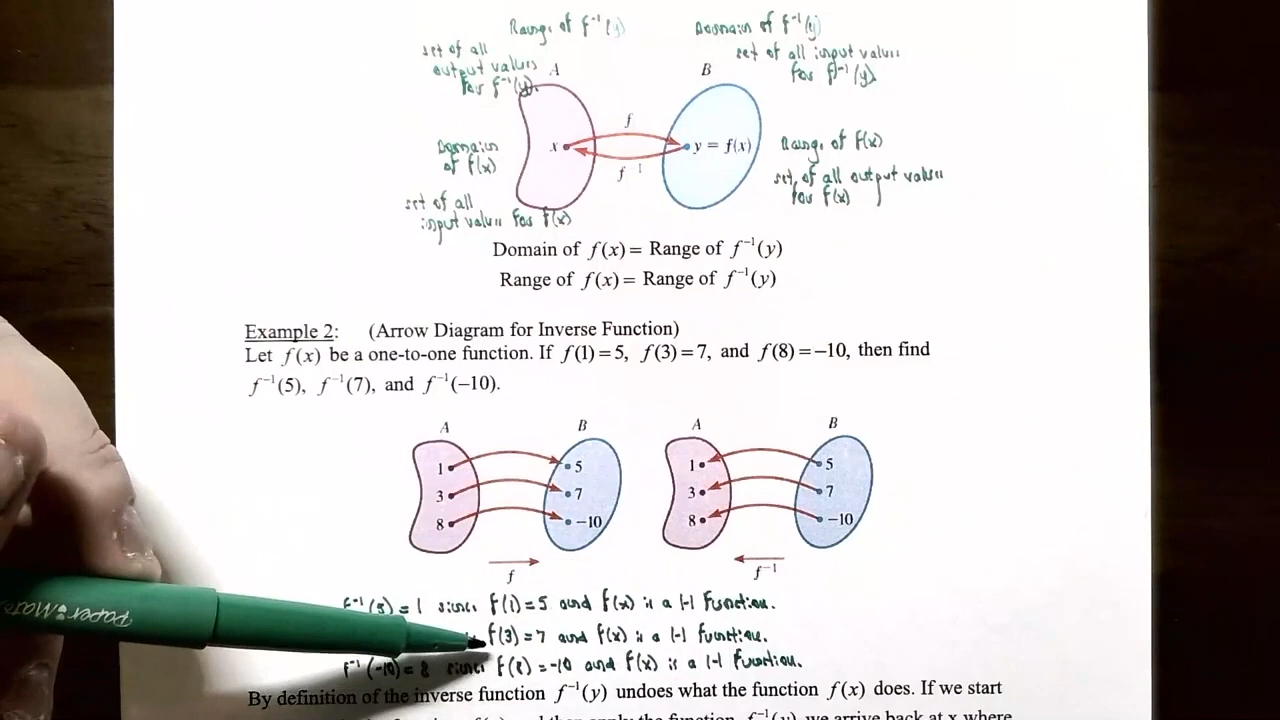 Range of f⁻¹(y)
Domain of f⁻¹(y)
set of all
output values
for f⁻¹(y).
set of all input values
for f⁻¹(y)
A
B
f
x
y = f(x)
f⁻¹
Domain
of f(x)
Range of f(x)
set of all output values
for f(x)
set of all
input values for f(x)
Domain of f(x) = Range of f⁻¹(y)
Range of f(x) = Range of f⁻¹(y)
Example 2: (Arrow Diagram for Inverse Function)
Let f(x) be a one-to-one function. If f(1) = 5, f(3) = 7, and f(8) = −10, then find
f⁻¹(5), f⁻¹(7), and f⁻¹(−10).
A B A B
1 5 1 5
3 7 3 7
8 −10 8 −10
f f⁻¹
f⁻¹(5) = 1 since f(1) = 5 and f(x) is a 1-1 function.
f(3) = 7 and f(x) is a 1-1 function.
f⁻¹(-10) = 8 since f(8) = -10 and f(x) is a 1-1 function.
By definition of the inverse function f⁻¹(y) undoes what the function f(x) does. If we start
f⁻¹(y), we arrive back at x where
Paper Mate